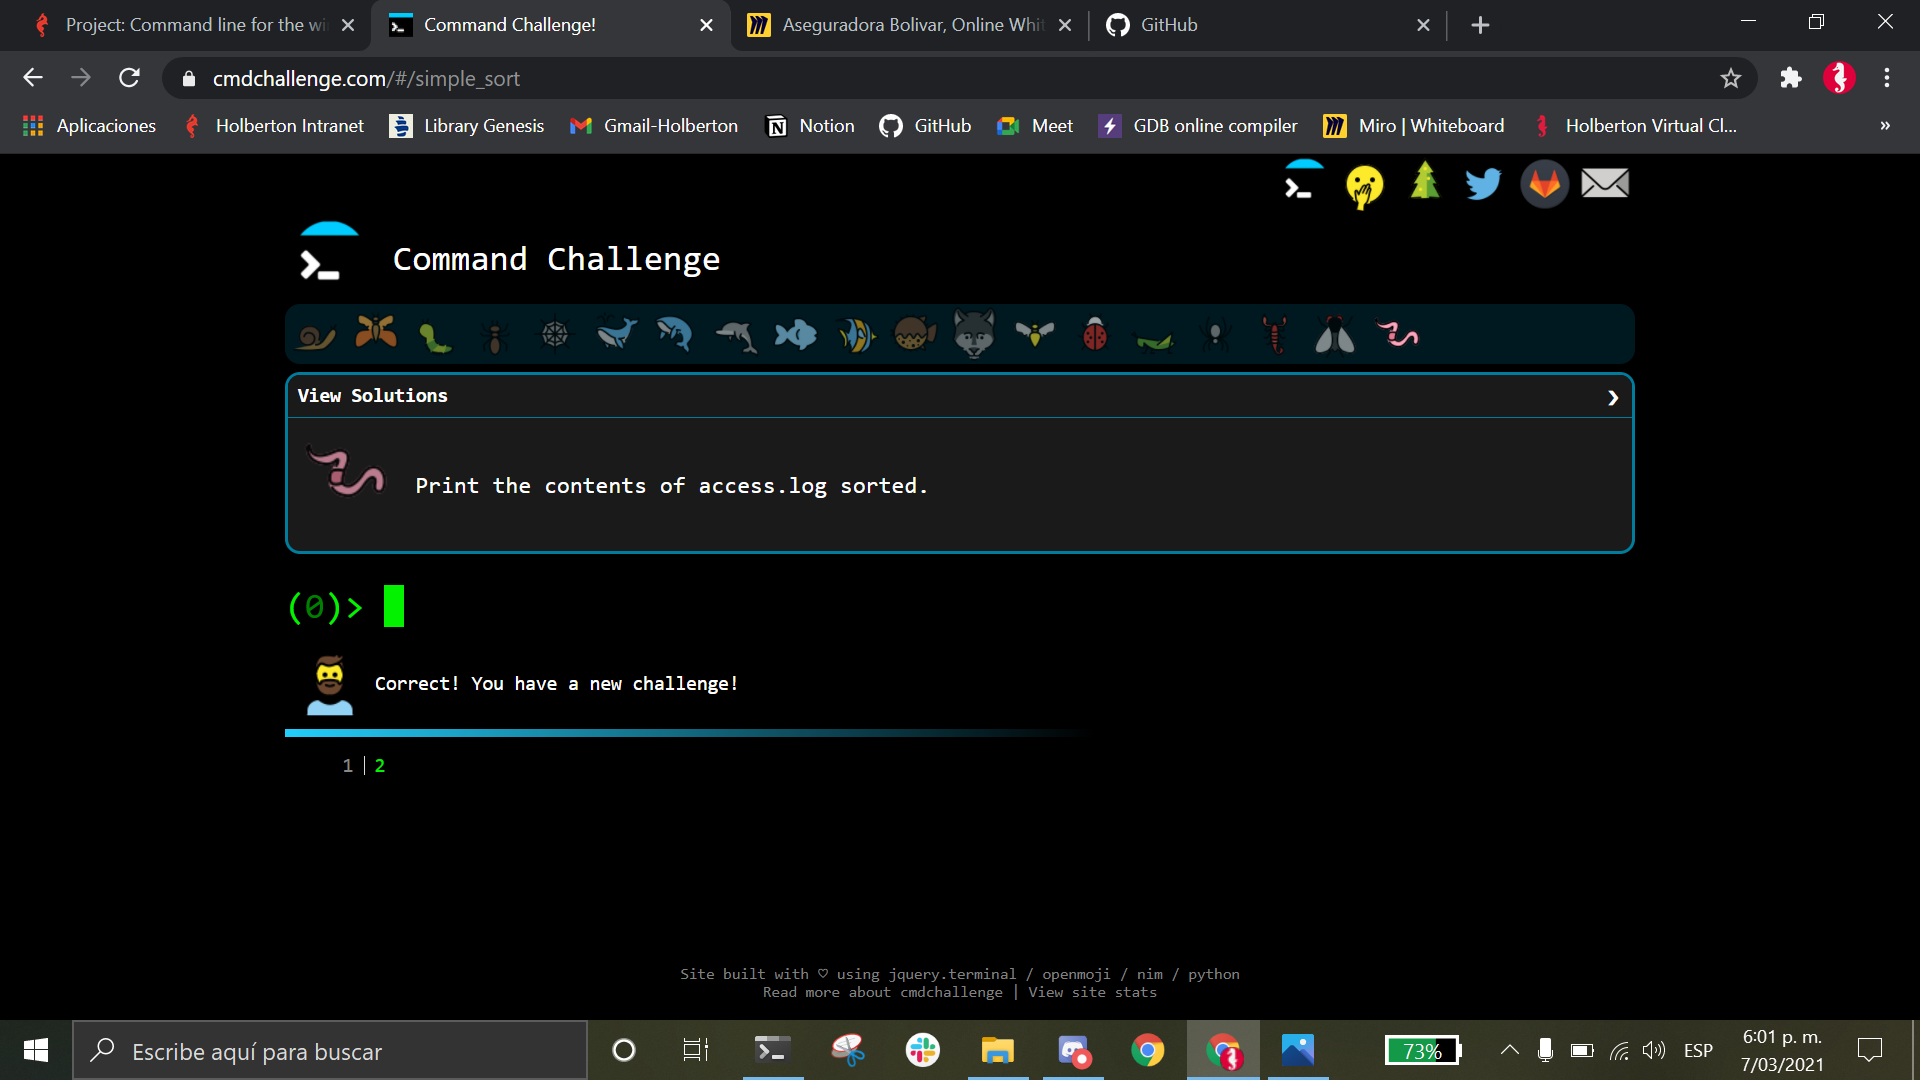 Project: Command line for the wi
Command Challenge!
Aseguradora Bolivar, Online Whit
GitHub
cmdchallenge.com/#/simple_sort
Aplicaciones
Holberton Intranet
Library Genesis
Gmail-Holberton
Notion
GitHub
Meet
GDB online compiler
Miro | Whiteboard
Holberton Virtual Cl...
»
Command Challenge
View Solutions
Print the contents of access.log sorted.
(0)>
Correct! You have a new challenge!
1 | 2
Site built with ♡ using jquery.terminal / openmoji / nim / python
Read more about cmdchallenge | View site stats
Escribe aquí para buscar
73%
ESP
6:01 p. m.
7/03/2021